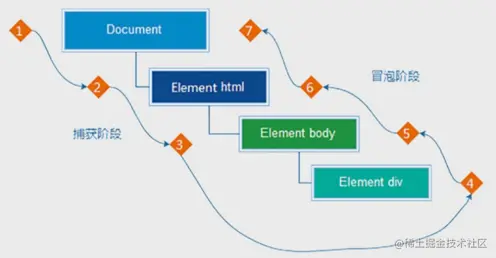 Document
1
7
Element html
冒泡阶段
2
6
捕获阶段
Element body
3
5
Element div
4
@稀土掘金技术社区